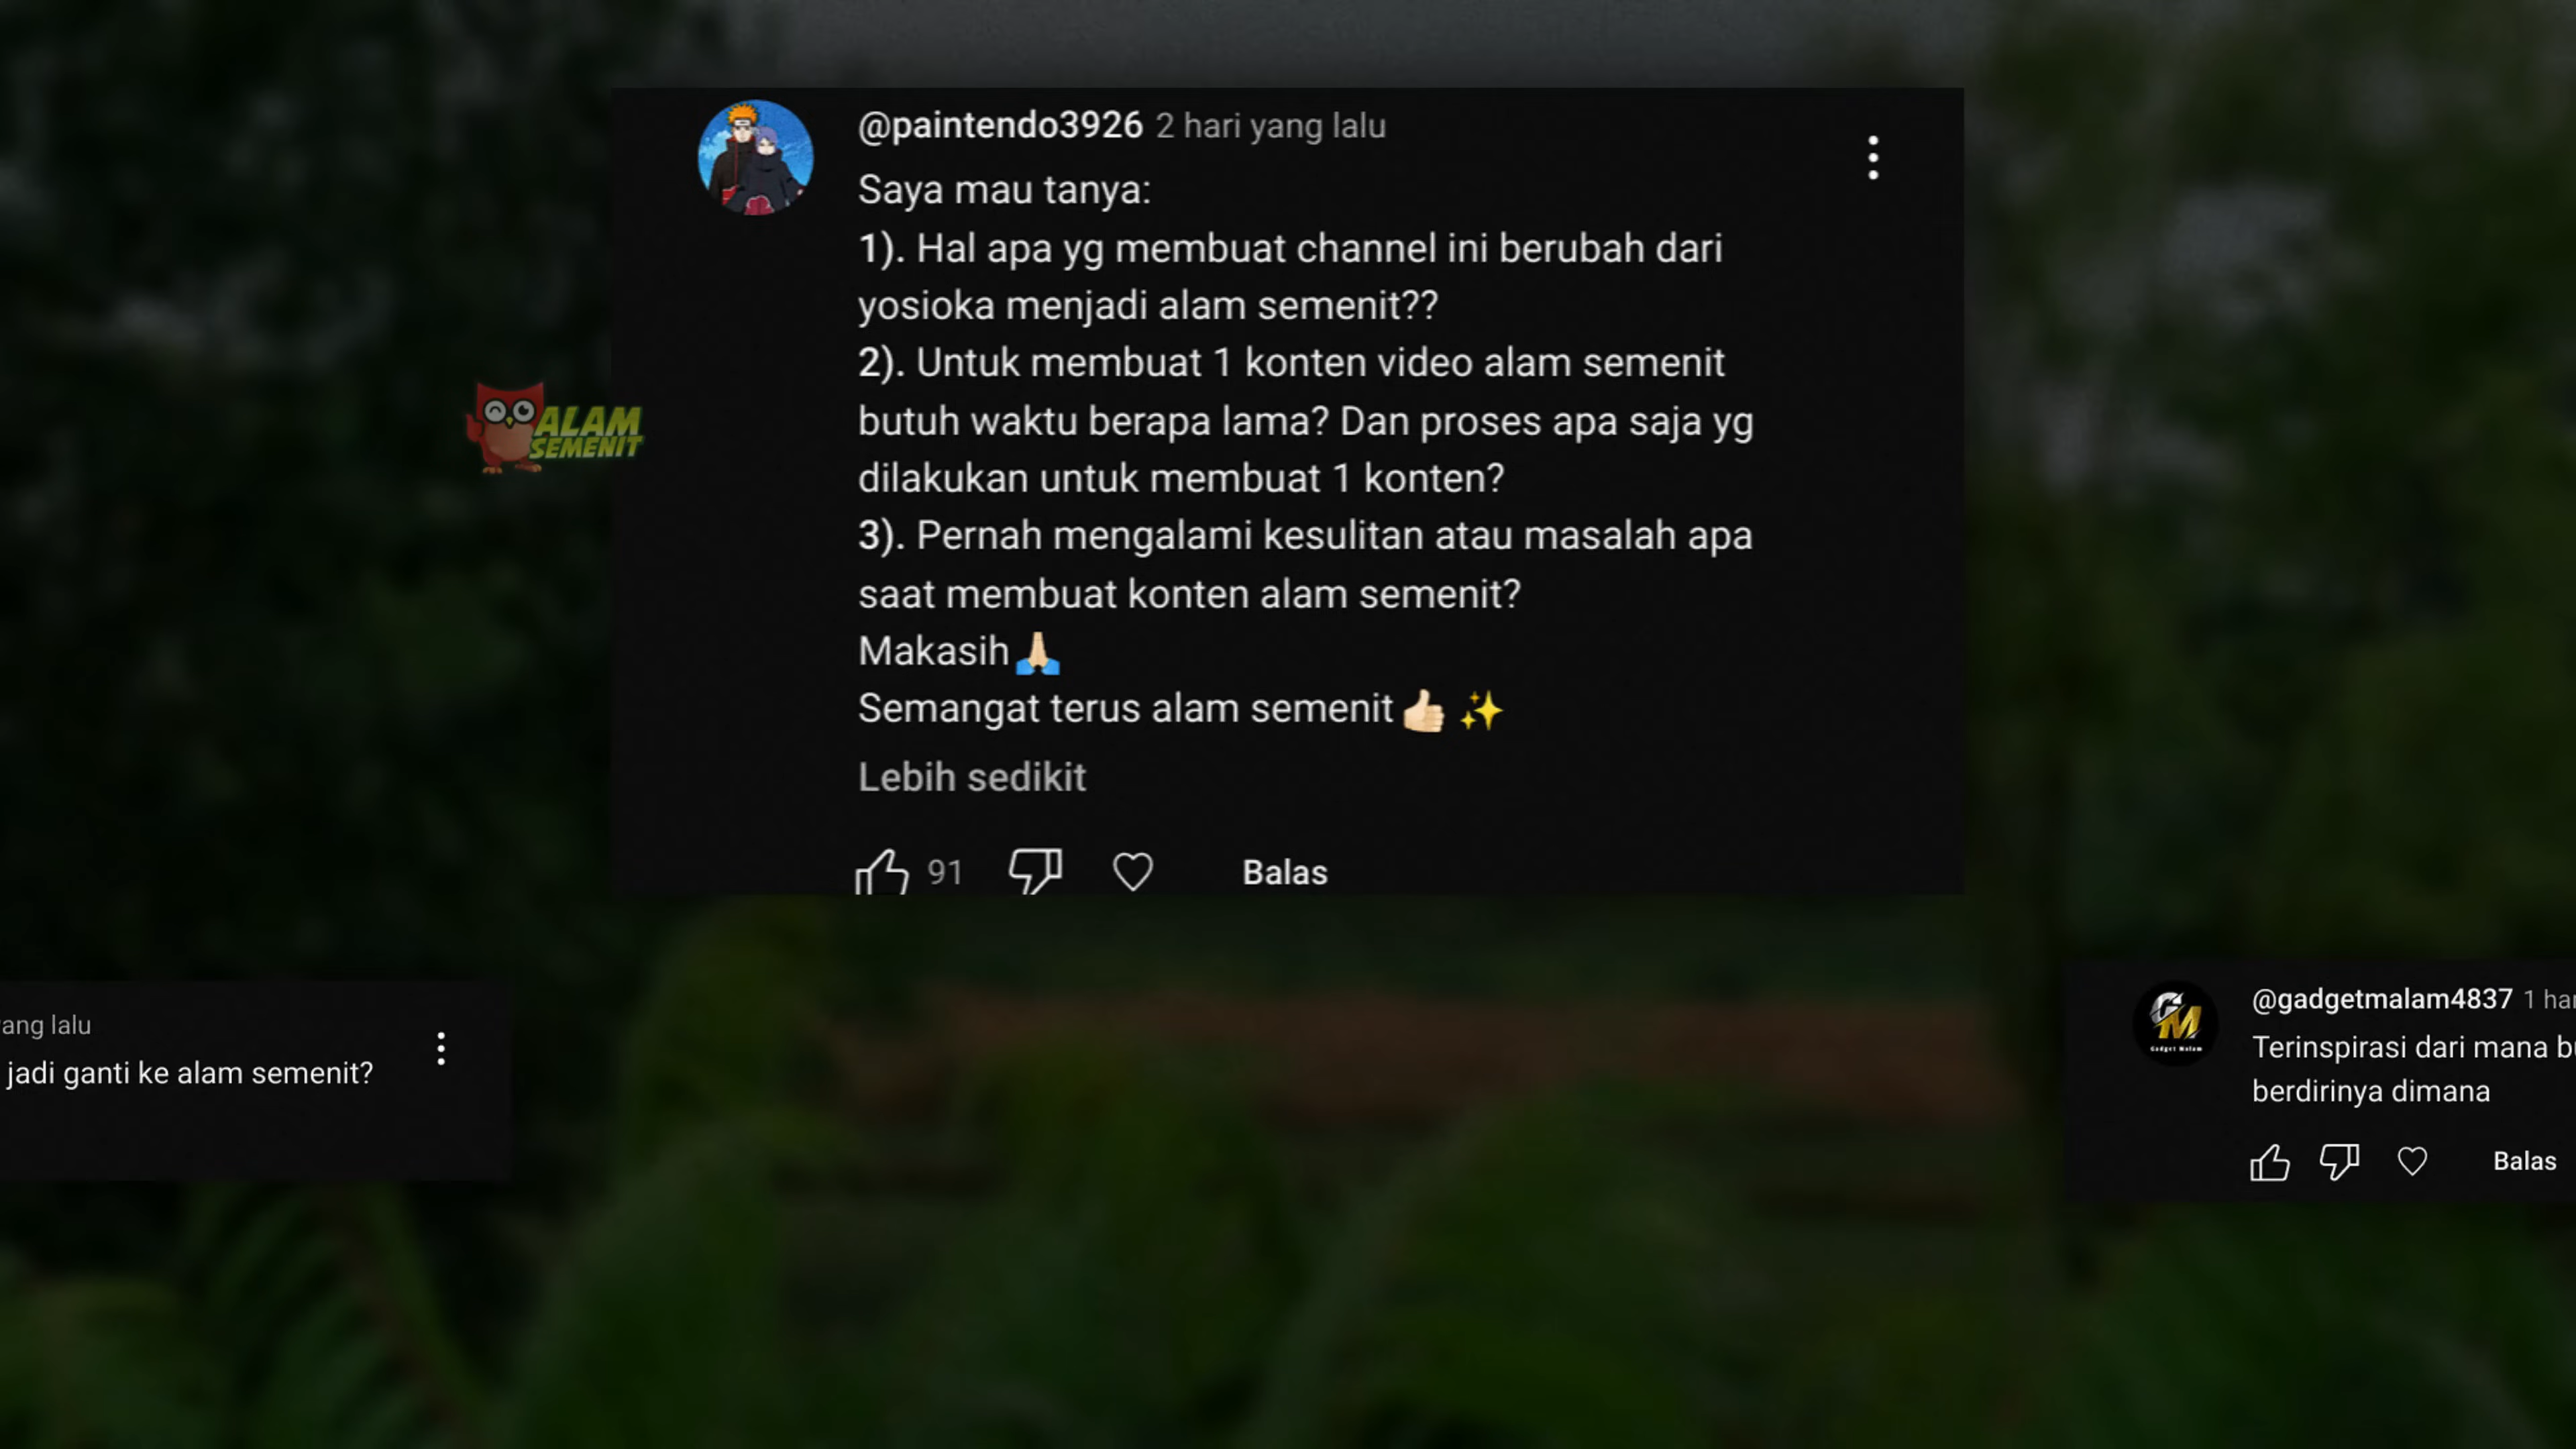 @paintendo3926 2 hari yang lalu
Saya mau tanya:
1). Hal apa yg membuat channel ini berubah dari
yosioka menjadi alam semenit??
2). Untuk membuat 1 konten video alam semenit
butuh waktu berapa lama? Dan proses apa saja yg
dilakukan untuk membuat 1 konten?
3). Pernah mengalami kesulitan atau masalah apa
saat membuat konten alam semenit?
Makasih🙏🏻
Semangat terus alam semenit👍🏻 ✨
Lebih sedikit
91 Balas
ALAM
SEMENIT
yang lalu
jadi ganti ke alam semenit?
GM
Gadget Malam
@gadgetmalam4837 1
Terinspirasi dari mana
berdirinya dimana
Balas